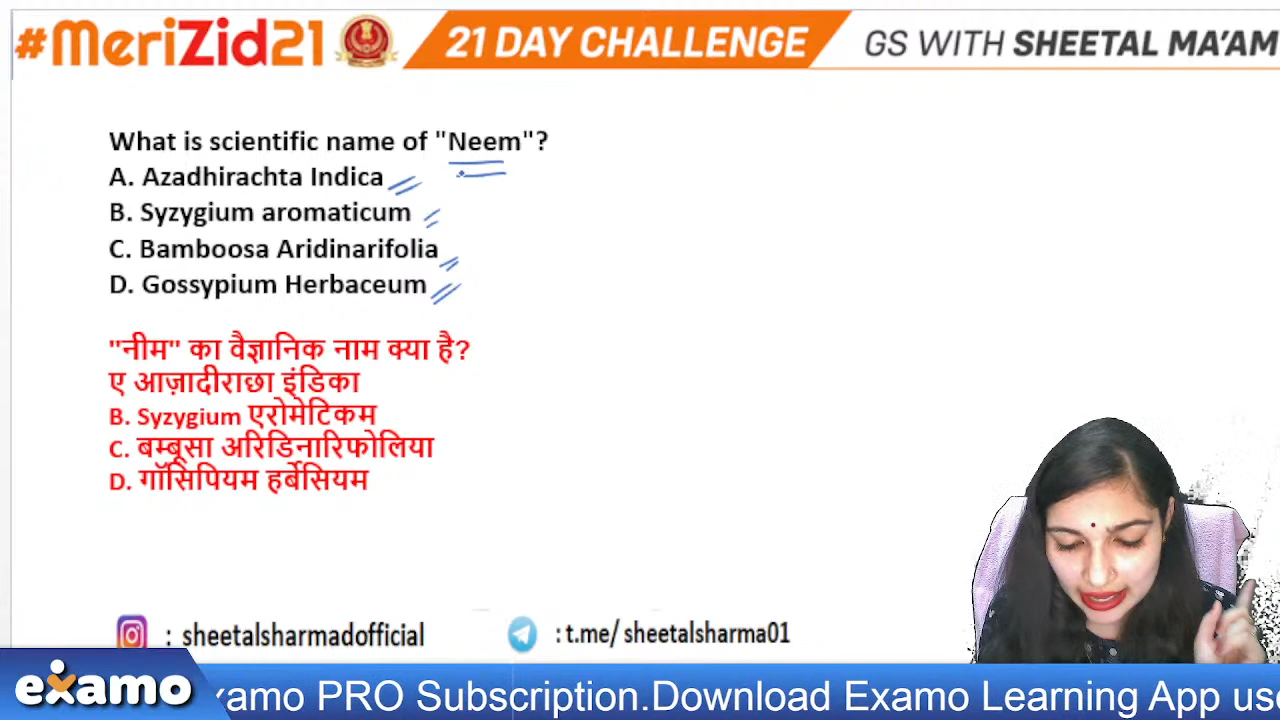 #MeriZid21 21 DAY CHALLENGE GS WITH SHEETAL MA'AM
What is scientific name of "Neem"?
A. Azadhirachta Indica
B. Syzygium aromaticum
C. Bamboosa Aridinarifolia
D. Gossypium Herbaceum
"नीम" का वैज्ञानिक नाम क्या है?
ए आज़ादीराछा इंडिका
B. Syzygium एरोमेटिकम
C. बम्बूसा अरिडिनारिफोलिया
D. गॉसिपियम हर्बेसियम
: sheetalsharmadofficial : t.me/ sheetalsharma01
examo xamo PRO Subscription.Download Examo Learning App us